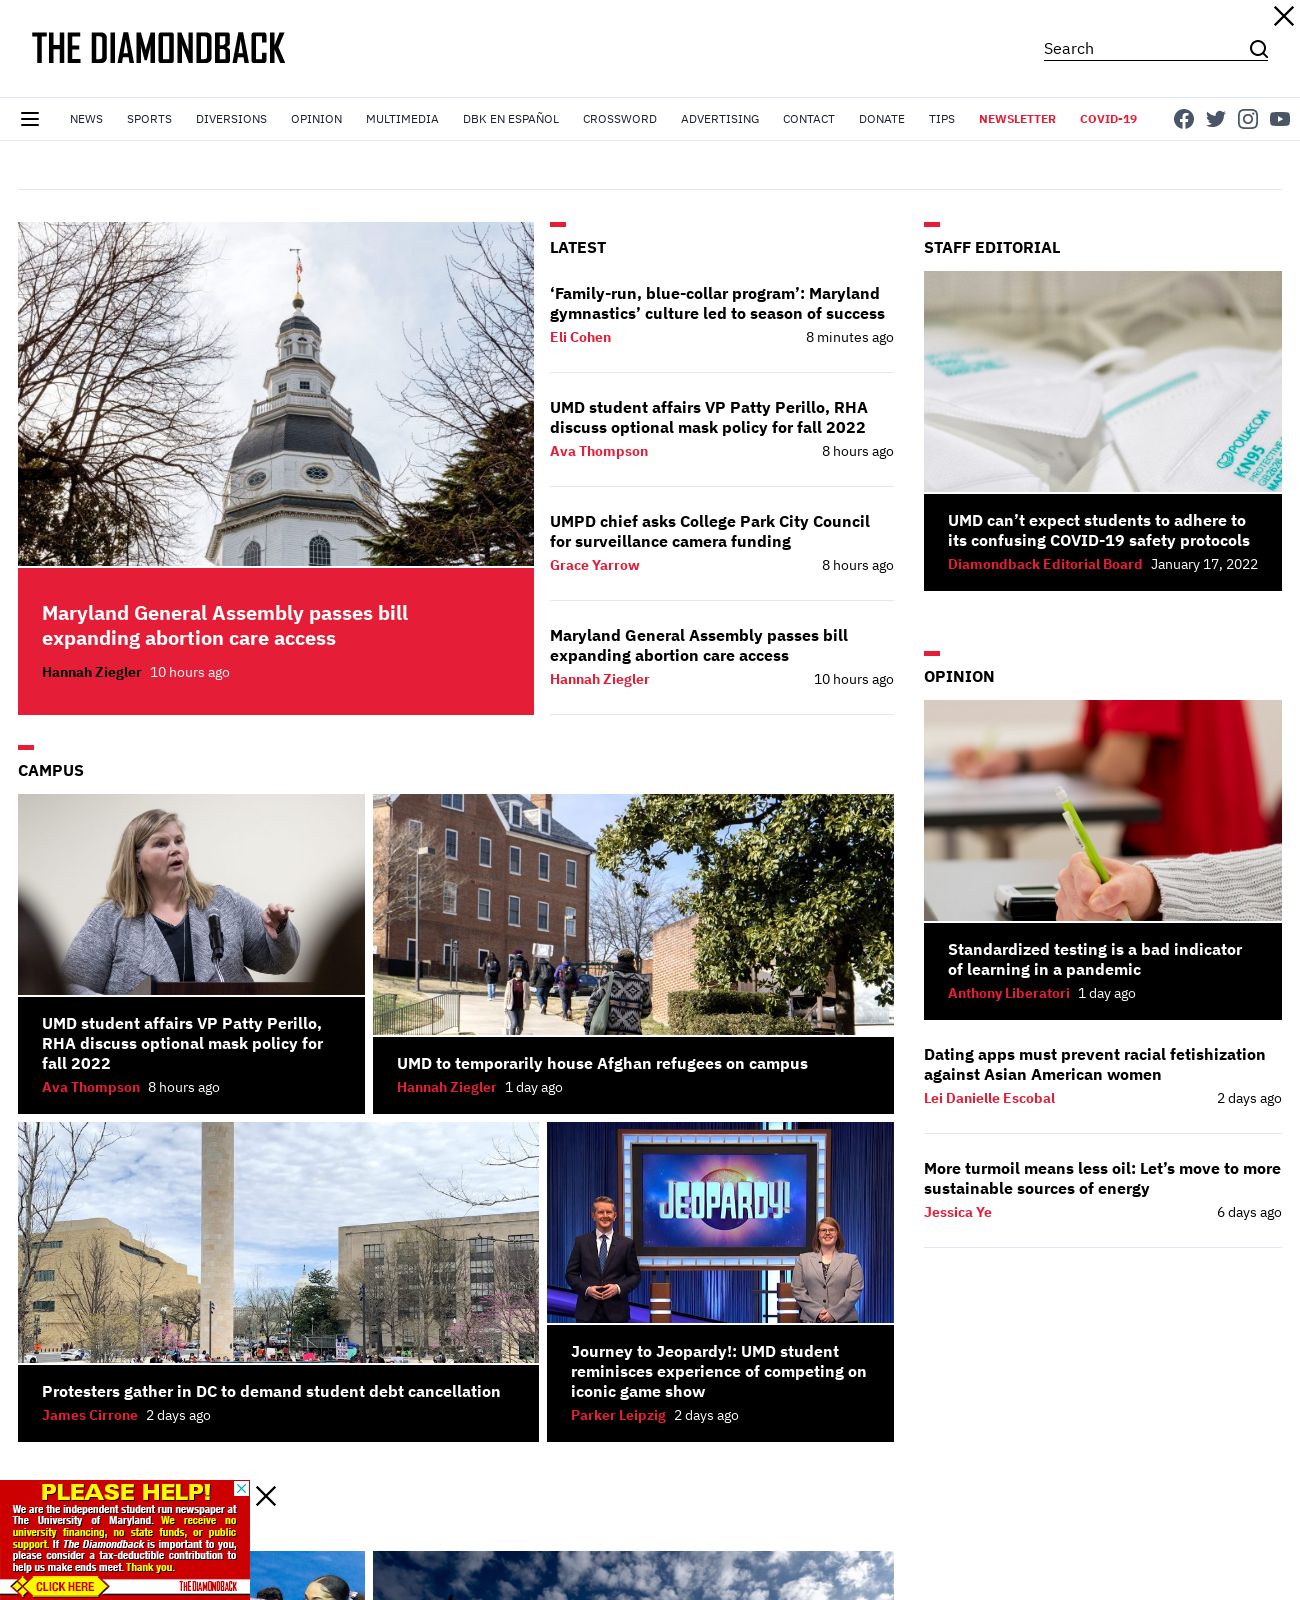 THE DIAMONDBACK
Search
NEWS SPORTS DIVERSIONS OPINION MULTIMEDIA DBK EN ESPAÑOL CROSSWORD ADVERTISING CONTACT DONATE TIPS NEWSLETTER COVID-19
Maryland General Assembly passes bill
expanding abortion care access
Hannah Ziegler 10 hours ago
LATEST
‘Family-run, blue-collar program’: Maryland
gymnastics’ culture led to season of success
Eli Cohen 8 minutes ago
UMD student affairs VP Patty Perillo, RHA
discuss optional mask policy for fall 2022
Ava Thompson 8 hours ago
UMPD chief asks College Park City Council
for surveillance camera funding
Grace Yarrow 8 hours ago
Maryland General Assembly passes bill
expanding abortion care access
Hannah Ziegler 10 hours ago
STAFF EDITORIAL
POWECOM
KN95
UMD can’t expect students to adhere to
its confusing COVID-19 safety protocols
Diamondback Editorial Board January 17, 2022
OPINION
Standardized testing is a bad indicator
of learning in a pandemic
Anthony Liberatori 1 day ago
Dating apps must prevent racial fetishization
against Asian American women
Lei Danielle Escobal 2 days ago
More turmoil means less oil: Let’s move to more
sustainable sources of energy
Jessica Ye 6 days ago
CAMPUS
UMD student affairs VP Patty Perillo,
RHA discuss optional mask policy for
fall 2022
Ava Thompson 8 hours ago
UMD to temporarily house Afghan refugees on campus
Hannah Ziegler 1 day ago
Protesters gather in DC to demand student debt cancellation
James Cirrone 2 days ago
JEOPARDY!
Journey to Jeopardy!: UMD student
reminisces experience of competing on
iconic game show
Parker Leipzig 2 days ago
PLEASE HELP!
We are the independent student run newspaper at
The University of Maryland. We receive no
university financing, no state funds, or public
support. If The Diamondback is important to you,
please consider a tax-deductible contribution to
help us make ends meet. Thank you.
CLICK HERE
THE DIAMONDBACK